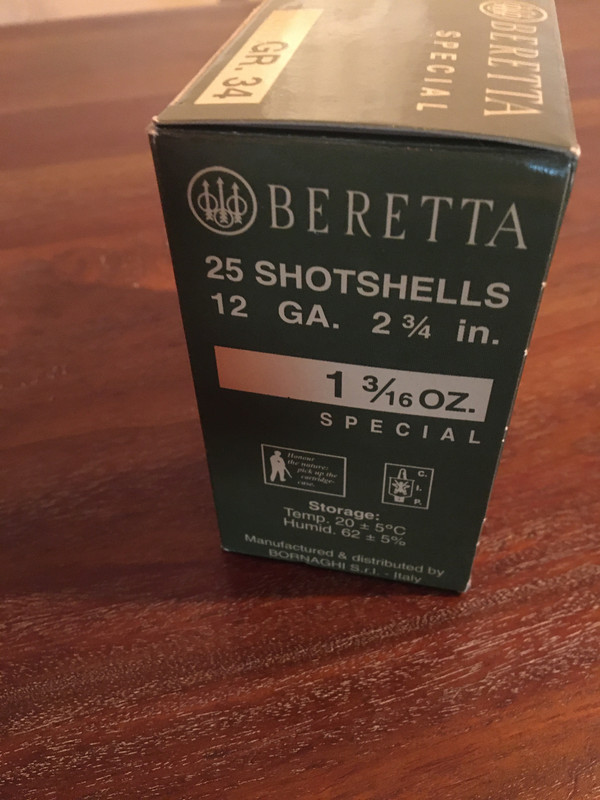 GR. 34
BERETTA
SPECIAL
BERETTA
25 SHOTSHELLS
12 GA. 2 3/4 in.
1 3/16 OZ.
SPECIAL
Honour
the nature:
pick up the
cartridge-
case.
C.
I.
P.
Storage:
Temp. 20 ± 5°C
Humid. 62 ± 5%
Manufactured & distributed by
BORNAGHI S.r.l. - Italy